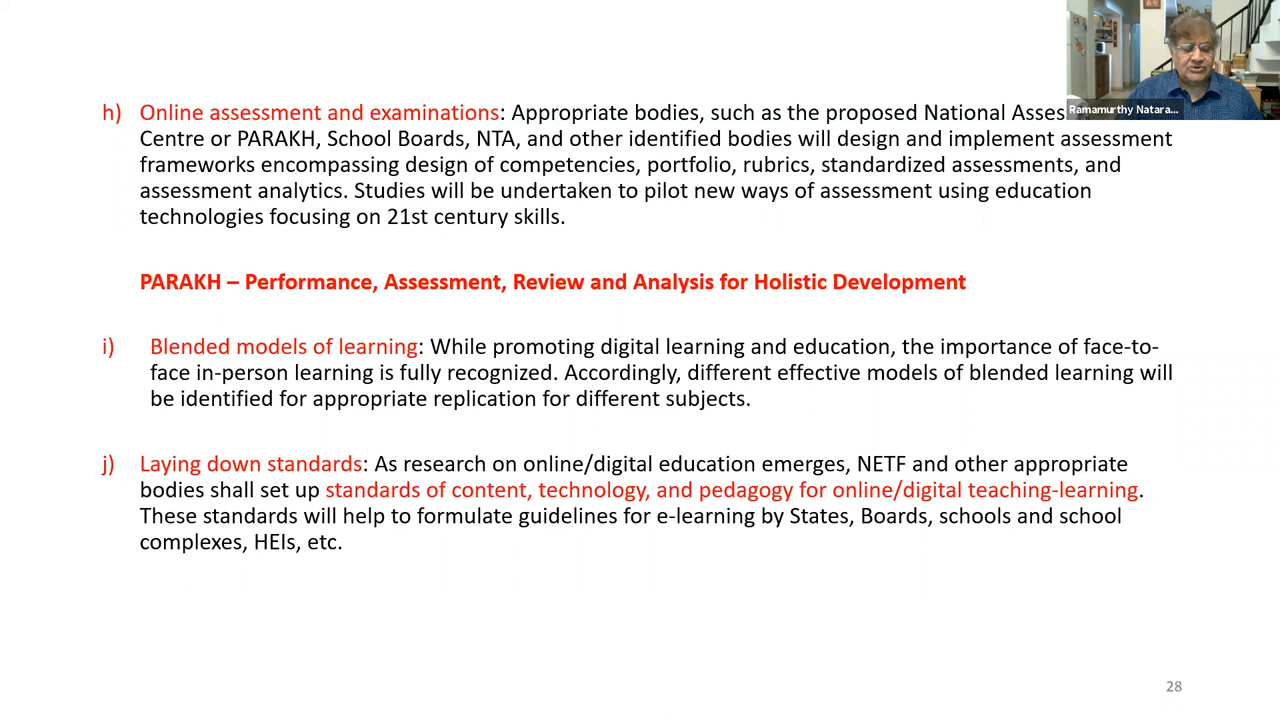 h) Online assessment and examinations: Appropriate bodies, such as the proposed National Asses
Ramamurthy Natara...
Centre or PARAKH, School Boards, NTA, and other identified bodies will design and implement assessment
frameworks encompassing design of competencies, portfolio, rubrics, standardized assessments, and
assessment analytics. Studies will be undertaken to pilot new ways of assessment using education
technologies focusing on 21st century skills.
PARAKH – Performance, Assessment, Review and Analysis for Holistic Development
i) Blended models of learning: While promoting digital learning and education, the importance of face-to-
face in-person learning is fully recognized. Accordingly, different effective models of blended learning will
be identified for appropriate replication for different subjects.
j) Laying down standards: As research on online/digital education emerges, NETF and other appropriate
bodies shall set up standards of content, technology, and pedagogy for online/digital teaching-learning.
These standards will help to formulate guidelines for e-learning by States, Boards, schools and school
complexes, HEIs, etc.
28